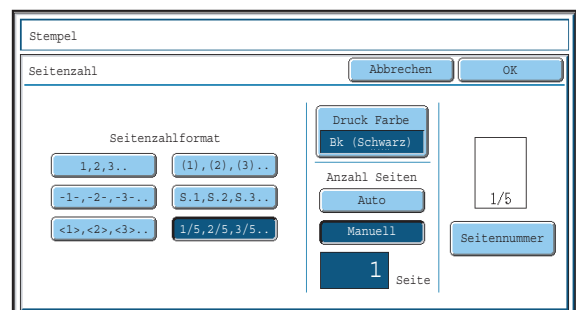 Stempel
Seitenzahl
Abbrechen
OK
Seitenzahlformat
1,2,3..
(1),(2),(3)..
-1-,-2-,-3-..
S.1,S.2,S.3..
<1>,<2>,<3>..
1/5,2/5,3/5..
Druck Farbe
Bk (Schwarz)
Anzahl Seiten
Auto
Manuell
1 Seite
1/5
Seitennummer